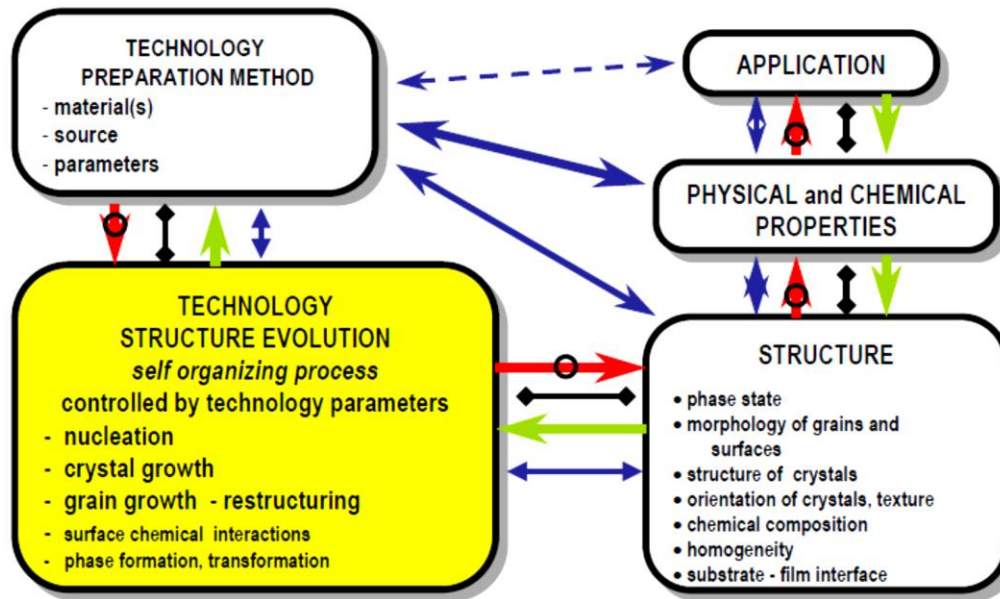 TECHNOLOGY
PREPARATION METHOD
- material(s)
- source
- parameters
APPLICATION
PHYSICAL and CHEMICAL
PROPERTIES
TECHNOLOGY
STRUCTURE EVOLUTION
self organizing process
controlled by technology parameters
- nucleation
- crystal growth
- grain growth - restructuring
- surface chemical interactions
- phase formation, transformation
STRUCTURE
• phase state
• morphology of grains and
surfaces
• structure of crystals
• orientation of crystals, texture
• chemical composition
• homogeneity
• substrate - film interface